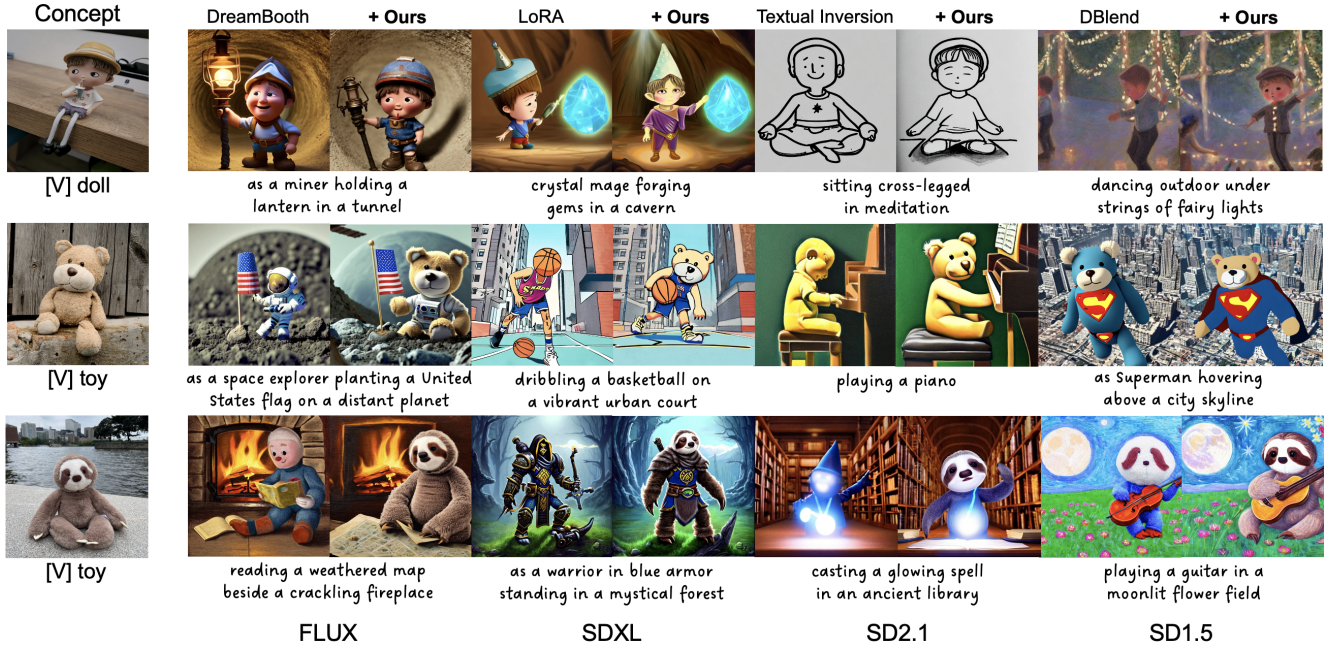 Concept DreamBooth + Ours LoRA + Ours Textual Inversion + Ours DBlend + Ours
[V] doll
as a miner holding a
lantern in a tunnel
crystal mage forging
gems in a cavern
sitting cross-legged
in meditation
dancing outdoor under
strings of fairy lights
[V] toy
as a space explorer planting a United
States flag on a distant planet
dribbling a basketball on
a vibrant urban court
playing a piano
as Superman hovering
above a city skyline
[V] toy
reading a weathered map
beside a crackling fireplace
as a warrior in blue armor
standing in a mystical forest
casting a glowing spell
in an ancient library
playing a guitar in a
moonlit flower field
FLUX SDXL SD2.1 SD1.5